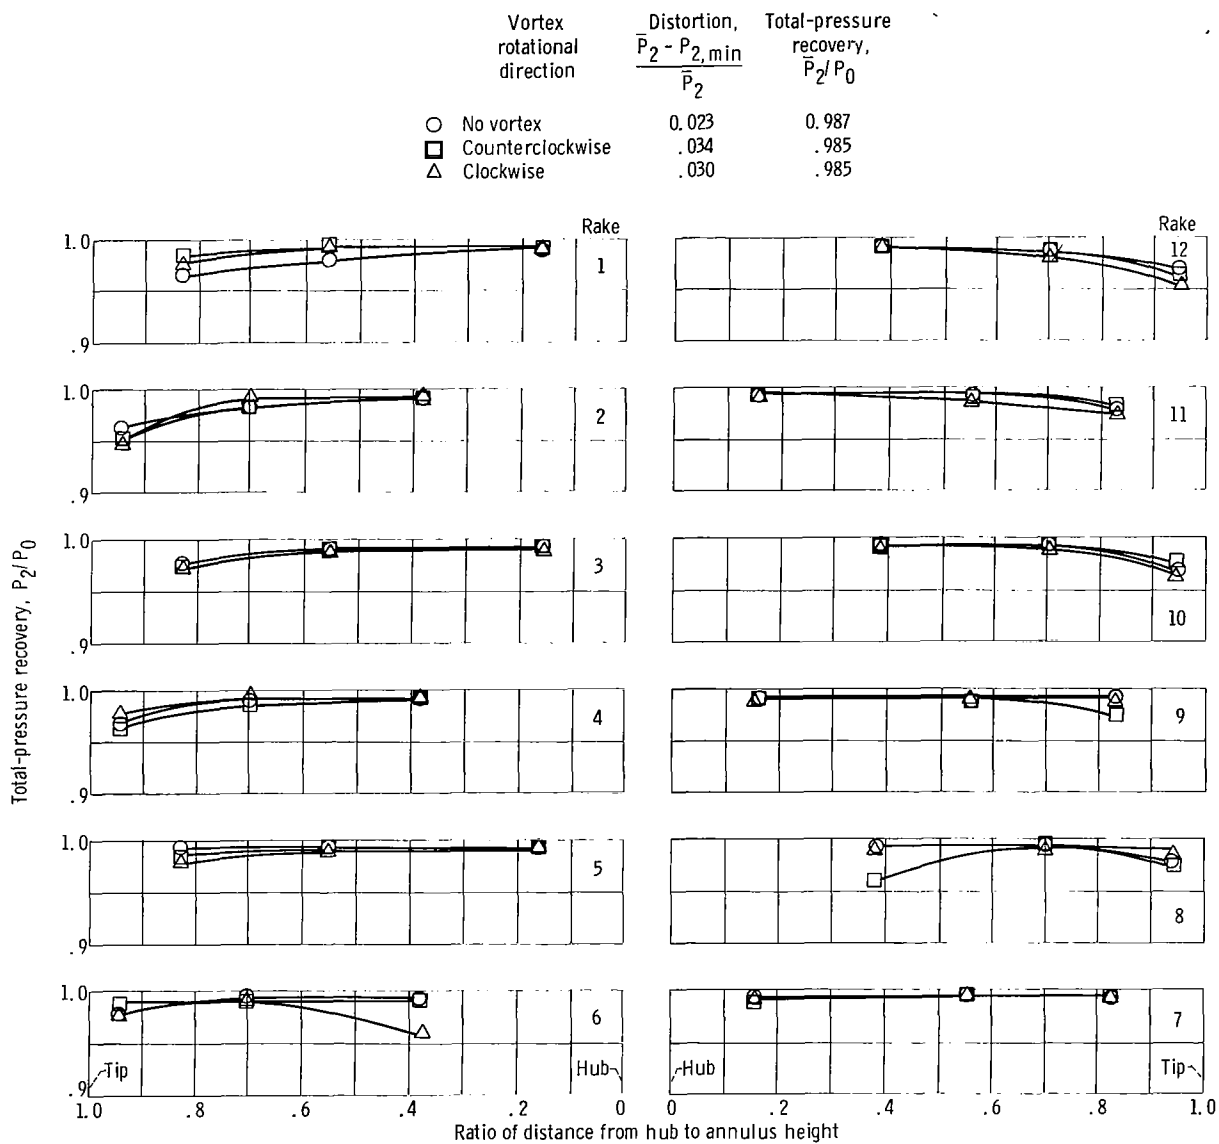 Vortex rotational direction
Distortion,
P̄2 - P2, min
P̄2
Total-pressure recovery,
P̄2/P0
No vortex 0.023 0.987
Counterclockwise .034 .985
Clockwise .030 .985
Total-pressure recovery, P2/P0
1.0
.9
Rake
1
Rake
12
1.0
.9
2
11
1.0
.9
3
10
1.0
.9
4
9
1.0
.9
5
8
1.0
.9
6
7
Tip
Hub
Hub
Tip
1.0 .8 .6 .4 .2 0
0 .2 .4 .6 .8 1.0
Ratio of distance from hub to annulus height